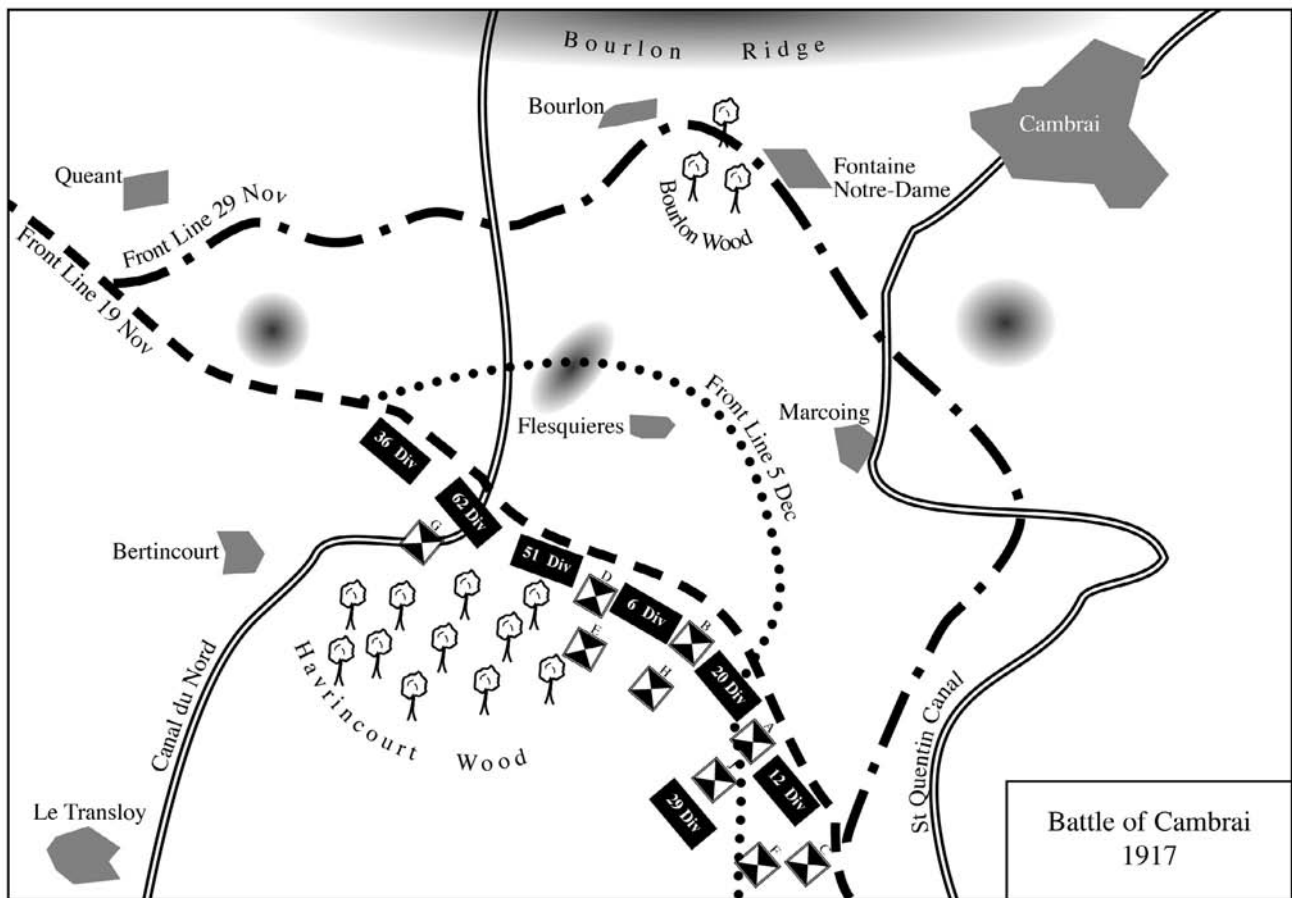 Bourlon Ridge
Bourlon
Cambrai
Queant
Fontaine
Notre-Dame
Front Line 29 Nov
Bourlon Wood
Front Line 19 Nov
Front Line 5 Dec
Marcoing
Flesquieres
36 Div
62 Div
G
Bertincourt
51 Div
D
6 Div
B
E
H
20 Div
Havrincourt Wood
Canal du Nord
A
12 Div
29 Div
St Quentin Canal
Le Transloy
F
C
Battle of Cambrai
1917